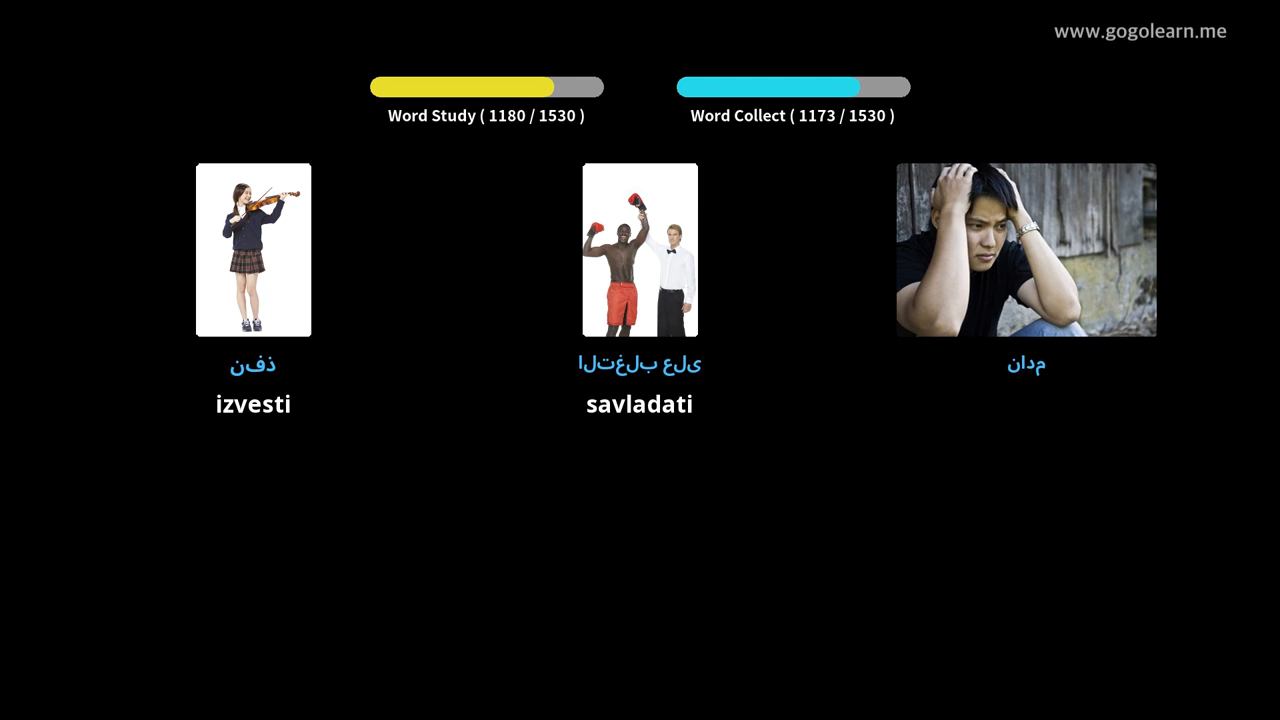 www.gogolearn.me
Word Study ( 1180 / 1530 )
Word Collect ( 1173 / 1530 )
نفذ
التغلب على
نادم
izvesti
savladati